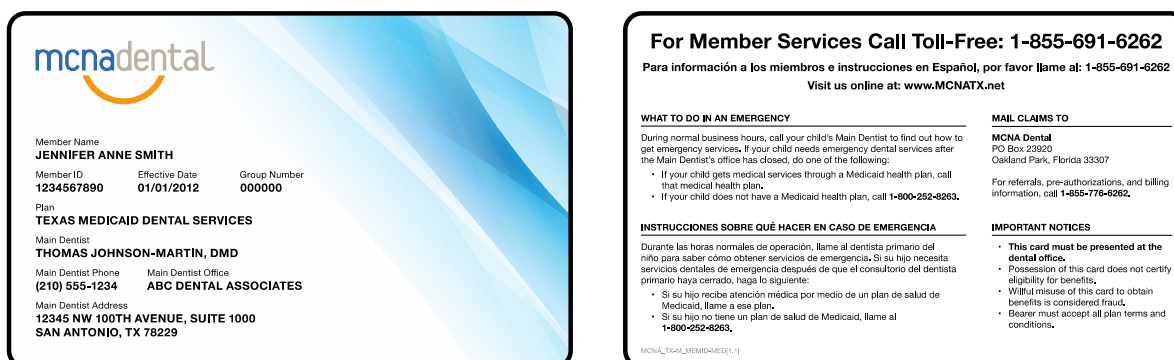 mcnadental
Member Name
JENNIFER ANNE SMITH
Member ID Effective Date Group Number
1234567890 01/01/2012 000000
Plan
TEXAS MEDICAID DENTAL SERVICES
Main Dentist
THOMAS JOHNSON-MARTIN, DMD
Main Dentist Phone Main Dentist Office
(210) 555-1234 ABC DENTAL ASSOCIATES
Main Dentist Address
12345 NW 100TH AVENUE, SUITE 1000
SAN ANTONIO, TX 78229
For Member Services Call Toll-Free: 1-855-691-6262
Para información a los miembros e instrucciones en Español, por favor llame al: 1-855-691-6262
Visit us online at: www.MCNATX.net
WHAT TO DO IN AN EMERGENCY
During normal business hours, call your child's Main Dentist to find out how to
get emergency services. If your child needs emergency dental services after
the Main Dentist's office has closed, do one of the following:
• If your child gets medical services through a Medicaid health plan, call
that medical health plan.
• If your child does not have a Medicaid health plan, call 1-800-252-8263.
INSTRUCCIONES SOBRE QUÉ HACER EN CASO DE EMERGENCIA
Durante las horas normales de operación, llame al dentista primario del
niño para saber cómo obtener servicios de emergencia. Si su hijo necesita
servicios dentales de emergencia después de que el consultorio del dentista
primario haya cerrado, haga lo siguiente:
• Si su hijo recibe atención médica por medio de un plan de salud de
Medicaid, llame a ese plan.
• Si su hijo no tiene un plan de salud de Medicaid, llame al
1-800-252-8263.
MCNA_TX-M_MEMID-MED[1.1]
MAIL CLAIMS TO
MCNA Dental
PO Box 23920
Oakland Park, Florida 33307
For referrals, pre-authorizations, and billing
information, call 1-855-776-6262.
IMPORTANT NOTICES
• This card must be presented at the
dental office.
• Possession of this card does not certify
eligibility for benefits.
• Willful misuse of this card to obtain
benefits is considered fraud.
• Bearer must accept all plan terms and
conditions.